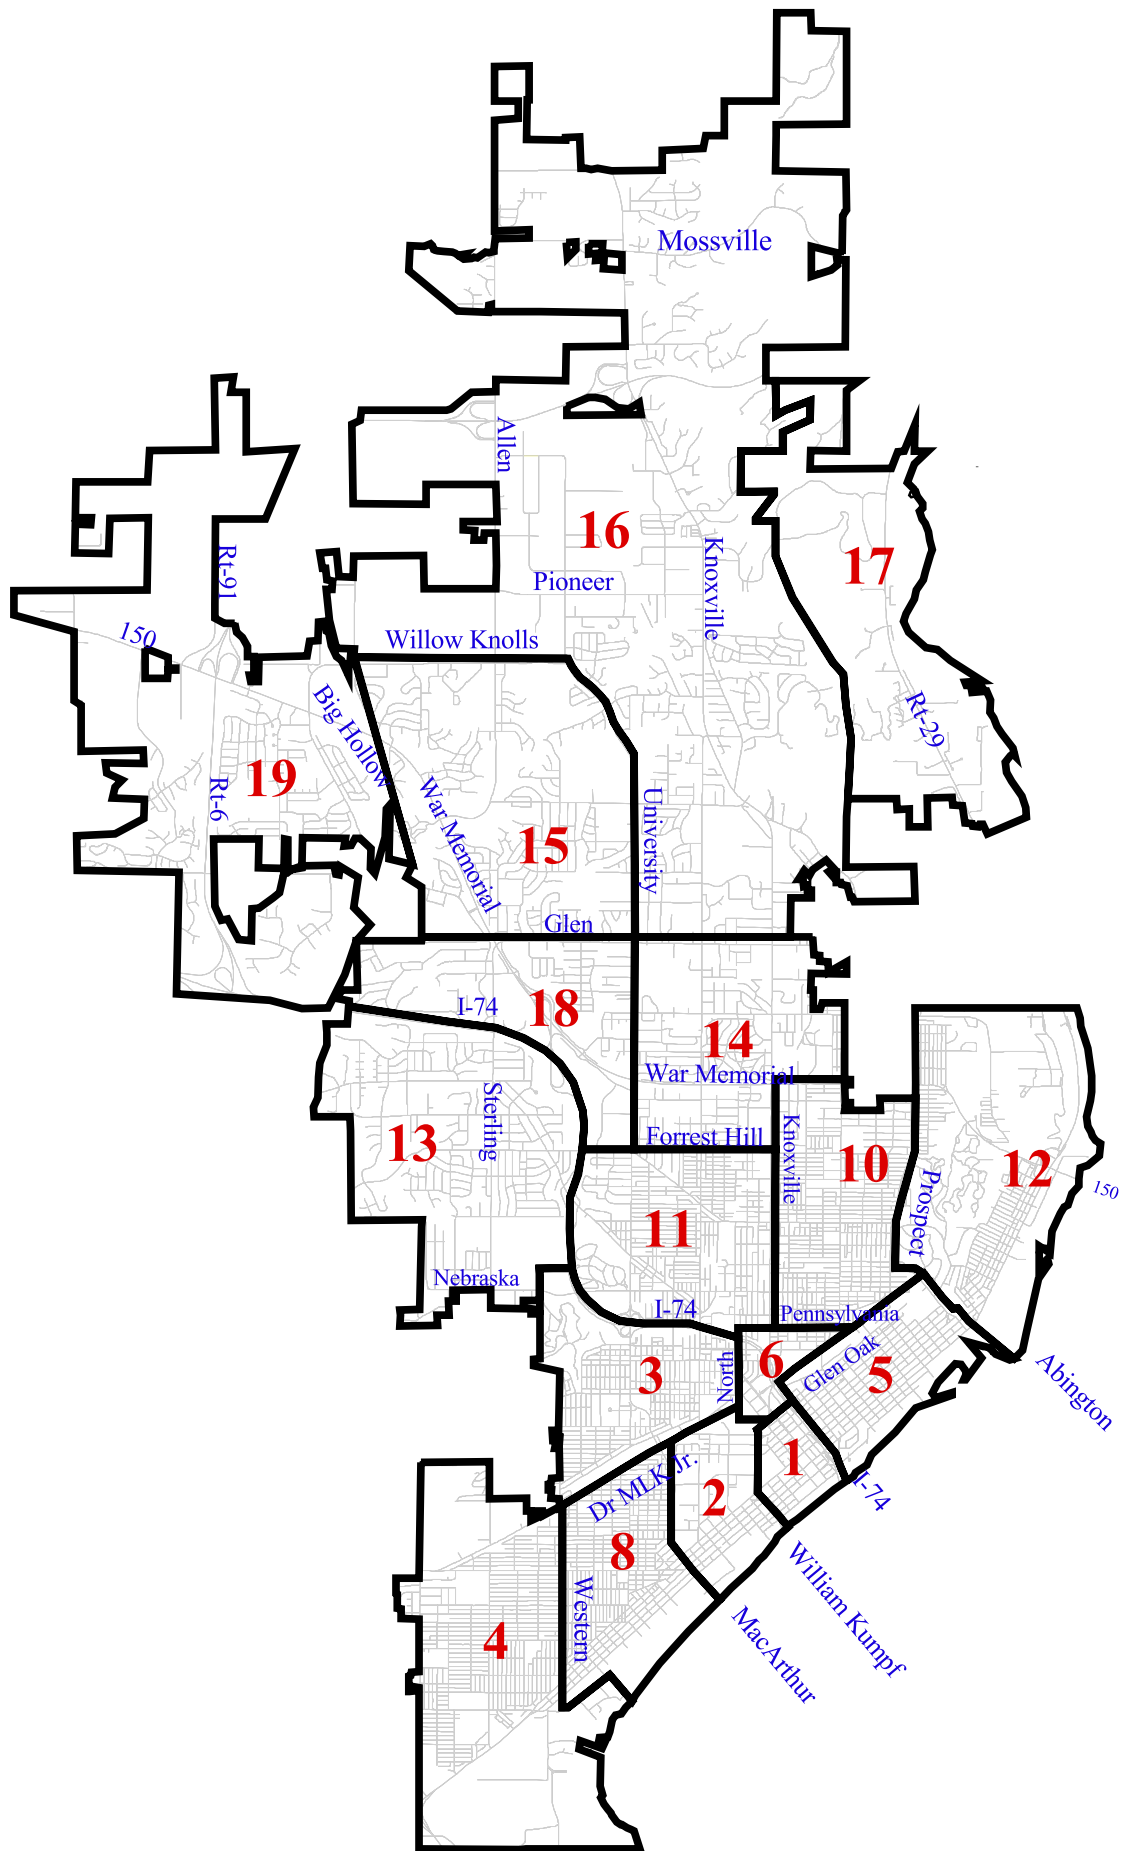 Mossville
Allen
16
Knoxville
17
Rt-91
Pioneer
150
Willow Knolls
Big Hollow
Rt-29
19
Rt-6
War Memorial
15
University
Glen
I-74
18
14
War Memorial
Sterling
13
Forrest Hill
Knoxville
10
Prospect
12
150
11
Nebraska
I-74
Pennsylvania
6
North
Glen Oak
5
3
Abington
1
Dr MLK Jr.
2
I-74
8
William Kumpf
Western
MacArthur
4